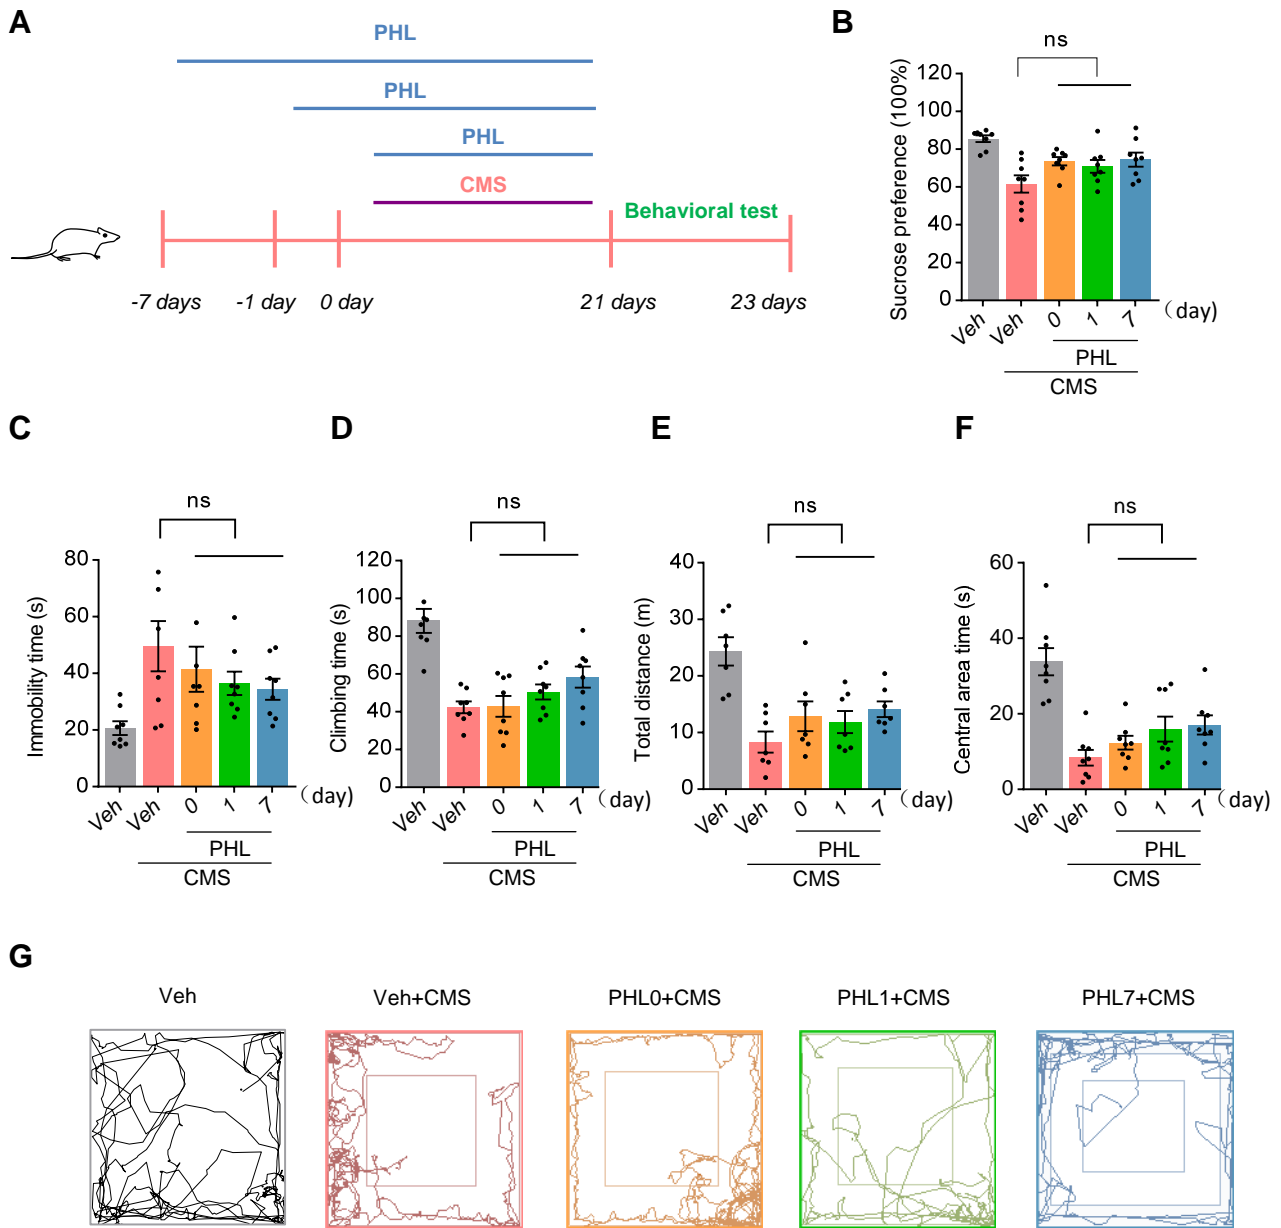 A
PHL
PHL
PHL
CMS
Behavioral test
-7 days
-1 day
0 day
21 days
23 days
B
ns
Sucrose preference (100%)
120
100
80
60
40
20
0
Veh
Veh
0
1
7
（day)
PHL
CMS
C
ns
Immobility time (s)
80
60
40
20
0
Veh
Veh
0
1
7
（day)
PHL
CMS
D
ns
Climbing time (s)
120
100
80
60
40
20
0
Veh
Veh
0
1
7
（day)
PHL
CMS
E
ns
Total distance (m)
40
30
20
10
0
Veh
Veh
0
1
7
（day)
PHL
CMS
F
ns
Central area time (s)
60
40
20
0
Veh
Veh
0
1
7
（day)
PHL
CMS
G
Veh
Veh+CMS
PHL0+CMS
PHL1+CMS
PHL7+CMS